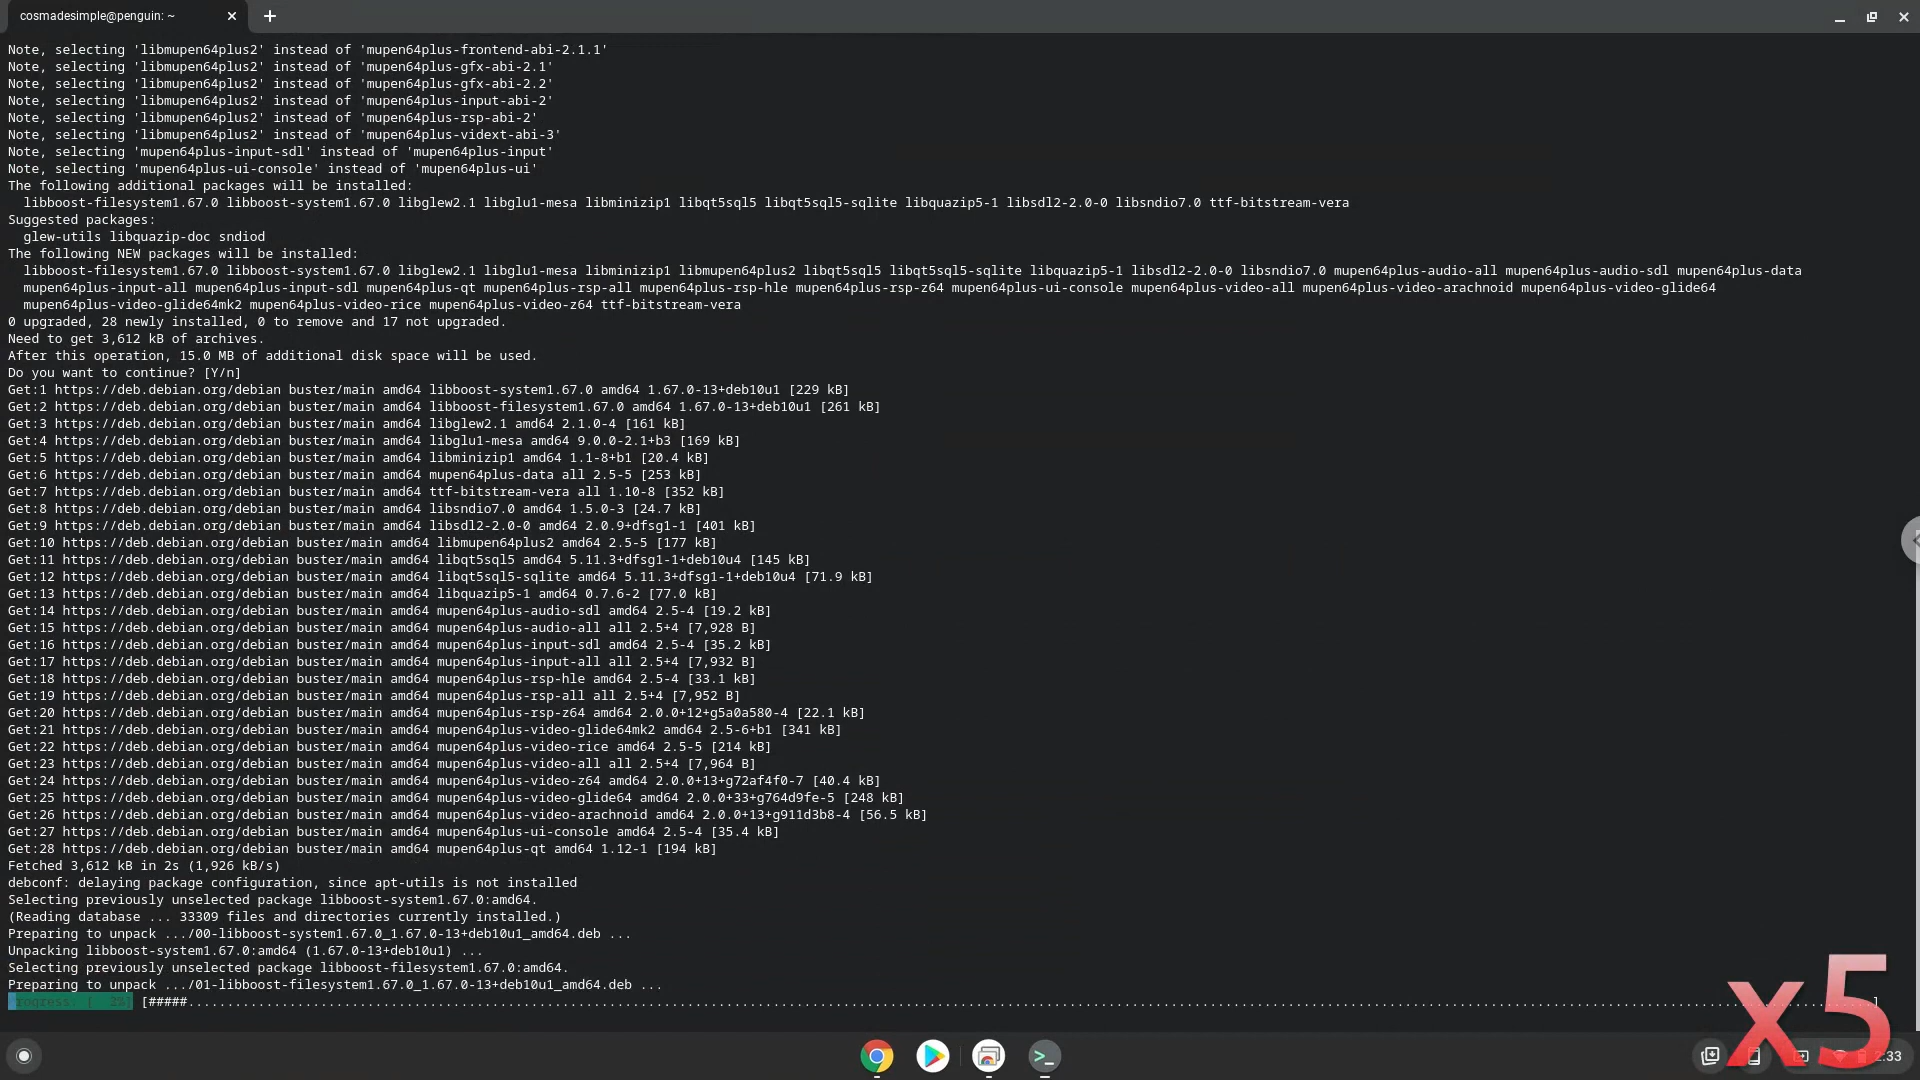 cosmadesimple@penguin: ~
Note, selecting 'libmupen64plus2' instead of 'mupen64plus-frontend-abi-2.1.1'
Note, selecting 'libmupen64plus2' instead of 'mupen64plus-gfx-abi-2.1'
Note, selecting 'libmupen64plus2' instead of 'mupen64plus-gfx-abi-2.2'
Note, selecting 'libmupen64plus2' instead of 'mupen64plus-input-abi-2'
Note, selecting 'libmupen64plus2' instead of 'mupen64plus-rsp-abi-2'
Note, selecting 'libmupen64plus2' instead of 'mupen64plus-vidext-abi-3'
Note, selecting 'mupen64plus-input-sdl' instead of 'mupen64plus-input'
Note, selecting 'mupen64plus-ui-console' instead of 'mupen64plus-ui'
The following additional packages will be installed:
libboost-filesystem1.67.0 libboost-system1.67.0 libglew2.1 libglu1-mesa libminizip1 libqt5sql5 libqt5sql5-sqlite libquazip5-1 libsdl2-2.0-0 libsndio7.0 ttf-bitstream-vera
Suggested packages:
glew-utils libquazip-doc sndiod
The following NEW packages will be installed:
libboost-filesystem1.67.0 libboost-system1.67.0 libglew2.1 libglu1-mesa libminizip1 libmupen64plus2 libqt5sql5 libqt5sql5-sqlite libquazip5-1 libsdl2-2.0-0 libsndio7.0 mupen64plus-audio-all mupen64plus-audio-sdl mupen64plus-data
mupen64plus-input-all mupen64plus-input-sdl mupen64plus-qt mupen64plus-rsp-all mupen64plus-rsp-hle mupen64plus-rsp-z64 mupen64plus-ui-console mupen64plus-video-all mupen64plus-video-arachnoid mupen64plus-video-glide64
mupen64plus-video-glide64mk2 mupen64plus-video-rice mupen64plus-video-z64 ttf-bitstream-vera
0 upgraded, 28 newly installed, 0 to remove and 17 not upgraded.
Need to get 3,612 kB of archives.
After this operation, 15.0 MB of additional disk space will be used.
Do you want to continue? [Y/n]
Get:1 https://deb.debian.org/debian buster/main amd64 libboost-system1.67.0 amd64 1.67.0-13+deb10u1 [229 kB]
Get:2 https://deb.debian.org/debian buster/main amd64 libboost-filesystem1.67.0 amd64 1.67.0-13+deb10u1 [261 kB]
Get:3 https://deb.debian.org/debian buster/main amd64 libglew2.1 amd64 2.1.0-4 [161 kB]
Get:4 https://deb.debian.org/debian buster/main amd64 libglu1-mesa amd64 9.0.0-2.1+b3 [169 kB]
Get:5 https://deb.debian.org/debian buster/main amd64 libminizip1 amd64 1.1-8+b1 [20.4 kB]
Get:6 https://deb.debian.org/debian buster/main amd64 mupen64plus-data all 2.5-5 [253 kB]
Get:7 https://deb.debian.org/debian buster/main amd64 ttf-bitstream-vera all 1.10-8 [352 kB]
Get:8 https://deb.debian.org/debian buster/main amd64 libsndio7.0 amd64 1.5.0-3 [24.7 kB]
Get:9 https://deb.debian.org/debian buster/main amd64 libsdl2-2.0-0 amd64 2.0.9+dfsg1-1 [401 kB]
Get:10 https://deb.debian.org/debian buster/main amd64 libmupen64plus2 amd64 2.5-5 [177 kB]
Get:11 https://deb.debian.org/debian buster/main amd64 libqt5sql5 amd64 5.11.3+dfsg1-1+deb10u4 [145 kB]
Get:12 https://deb.debian.org/debian buster/main amd64 libqt5sql5-sqlite amd64 5.11.3+dfsg1-1+deb10u4 [71.9 kB]
Get:13 https://deb.debian.org/debian buster/main amd64 libquazip5-1 amd64 0.7.6-2 [77.0 kB]
Get:14 https://deb.debian.org/debian buster/main amd64 mupen64plus-audio-sdl amd64 2.5-4 [19.2 kB]
Get:15 https://deb.debian.org/debian buster/main amd64 mupen64plus-audio-all all 2.5+4 [7,928 B]
Get:16 https://deb.debian.org/debian buster/main amd64 mupen64plus-input-sdl amd64 2.5-4 [35.2 kB]
Get:17 https://deb.debian.org/debian buster/main amd64 mupen64plus-input-all all 2.5+4 [7,932 B]
Get:18 https://deb.debian.org/debian buster/main amd64 mupen64plus-rsp-hle amd64 2.5-4 [33.1 kB]
Get:19 https://deb.debian.org/debian buster/main amd64 mupen64plus-rsp-all all 2.5+4 [7,952 B]
Get:20 https://deb.debian.org/debian buster/main amd64 mupen64plus-rsp-z64 amd64 2.0.0+12+g5a0a580-4 [22.1 kB]
Get:21 https://deb.debian.org/debian buster/main amd64 mupen64plus-video-glide64mk2 amd64 2.5-6+b1 [341 kB]
Get:22 https://deb.debian.org/debian buster/main amd64 mupen64plus-video-rice amd64 2.5-5 [214 kB]
Get:23 https://deb.debian.org/debian buster/main amd64 mupen64plus-video-all all 2.5+4 [7,964 B]
Get:24 https://deb.debian.org/debian buster/main amd64 mupen64plus-video-z64 amd64 2.0.0+13+g72af4f0-7 [40.4 kB]
Get:25 https://deb.debian.org/debian buster/main amd64 mupen64plus-video-glide64 amd64 2.0.0+33+g764d9fe-5 [248 kB]
Get:26 https://deb.debian.org/debian buster/main amd64 mupen64plus-video-arachnoid amd64 2.0.0+13+g911d3b8-4 [56.5 kB]
Get:27 https://deb.debian.org/debian buster/main amd64 mupen64plus-ui-console amd64 2.5-4 [35.4 kB]
Get:28 https://deb.debian.org/debian buster/main amd64 mupen64plus-qt amd64 1.12-1 [194 kB]
Fetched 3,612 kB in 2s (1,926 kB/s)
debconf: delaying package configuration, since apt-utils is not installed
Selecting previously unselected package libboost-system1.67.0:amd64.
(Reading database ... 33309 files and directories currently installed.)
Preparing to unpack .../00-libboost-system1.67.0_1.67.0-13+deb10u1_amd64.deb ...
Unpacking libboost-system1.67.0:amd64 (1.67.0-13+deb10u1) ...
Selecting previously unselected package libboost-filesystem1.67.0:amd64.
Preparing to unpack .../01-libboost-filesystem1.67.0_1.67.0-13+deb10u1_amd64.deb ...
Progress: [  2%] [#####.....]
x5
2:33